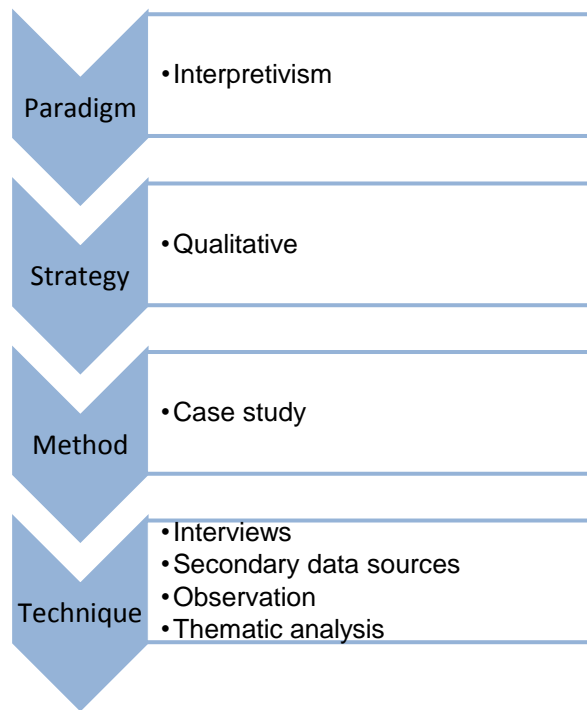 Paradigm
•Interpretivism
Strategy
•Qualitative
Method
•Case study
Technique
•Interviews
•Secondary data sources
•Observation
•Thematic analysis